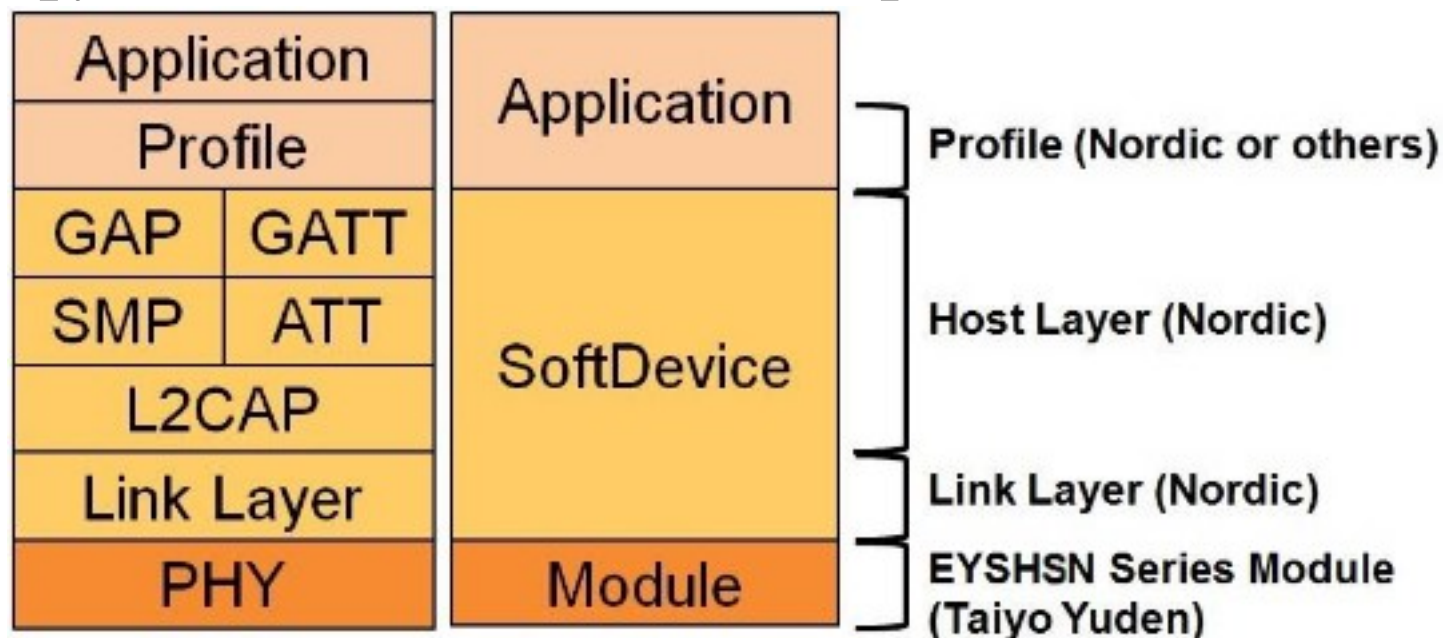 Application
Profile
GAP GATT
SMP ATT
L2CAP
Link Layer
PHY
Application
SoftDevice
Module
Profile (Nordic or others)
Host Layer (Nordic)
Link Layer (Nordic)
EYSHSN Series Module
(Taiyo Yuden)